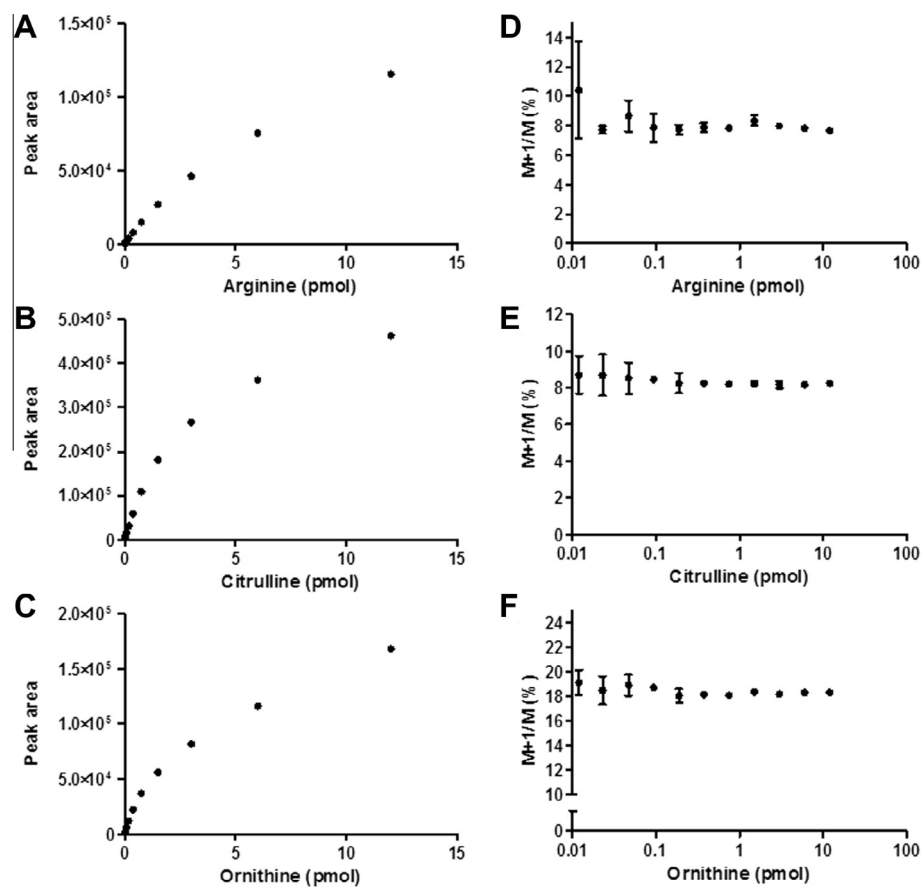 A
1.5×10⁵
1.0×10⁵
5.0×10⁴
0
Peak area
0 5 10 15
Arginine (pmol)
D
14
12
10
8
6
4
2
0
M+1/M (%)
0.01 0.1 1 10 100
Arginine (pmol)
B
5.0×10⁵
4.0×10⁵
3.0×10⁵
2.0×10⁵
1.0×10⁵
0
Peak area
0 5 10 15
Citrulline (pmol)
E
12
10
8
6
4
2
0
M+1/M (%)
0.01 0.1 1 10 100
Citrulline (pmol)
C
2.0×10⁵
1.5×10⁵
1.0×10⁵
5.0×10⁴
0
Peak area
0 5 10 15
Ornithine (pmol)
F
24
22
20
18
16
14
12
10
0
M+1/M (%)
0.01 0.1 1 10 100
Ornithine (pmol)